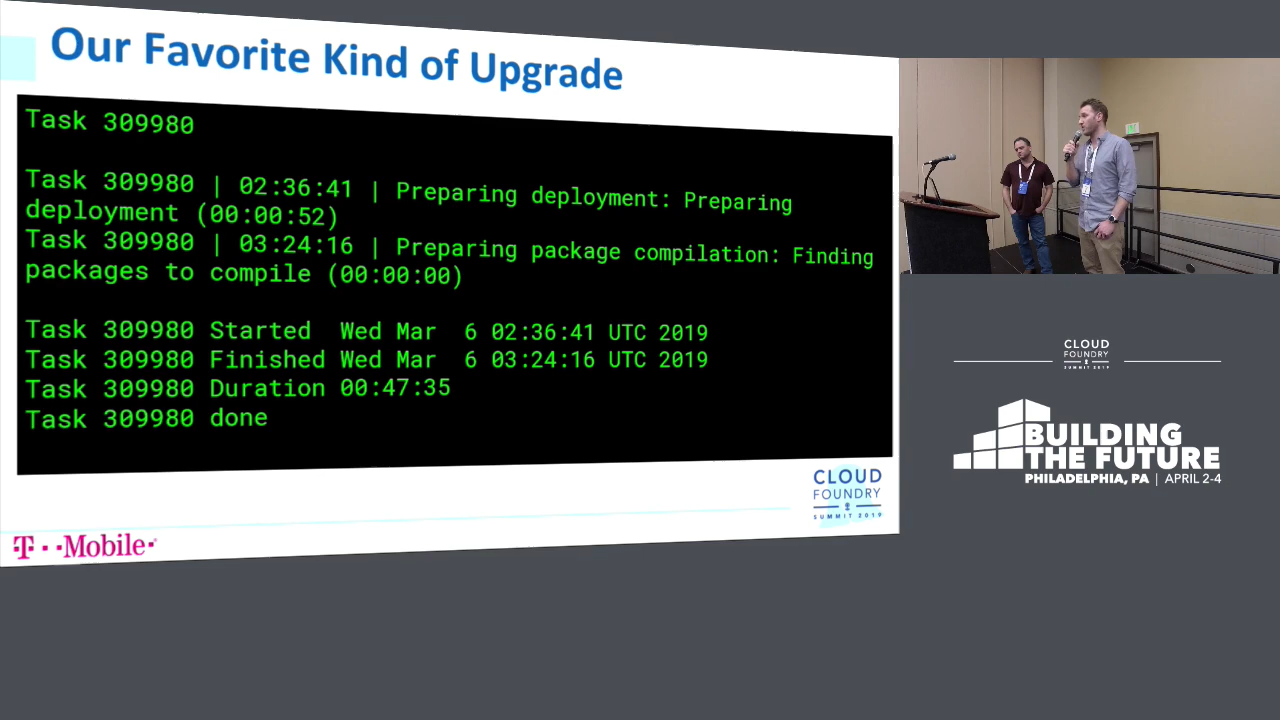 Our Favorite Kind of Upgrade
Task 309980
Task 309980 | 02:36:41 | Preparing deployment: Preparing
deployment (00:00:52)
Task 309980 | 03:24:16 | Preparing package compilation: Finding
packages to compile (00:00:00)
Task 309980 Started  Wed Mar  6 02:36:41 UTC 2019
Task 309980 Finished Wed Mar  6 03:24:16 UTC 2019
Task 309980 Duration 00:47:35
Task 309980 done
CLOUD
FOUNDRY
SUMMIT 2019
T··Mobile·
CLOUD
FOUNDRY
SUMMIT 2019
BUILDING
THE FUTURE
PHILADELPHIA, PA | APRIL 2-4